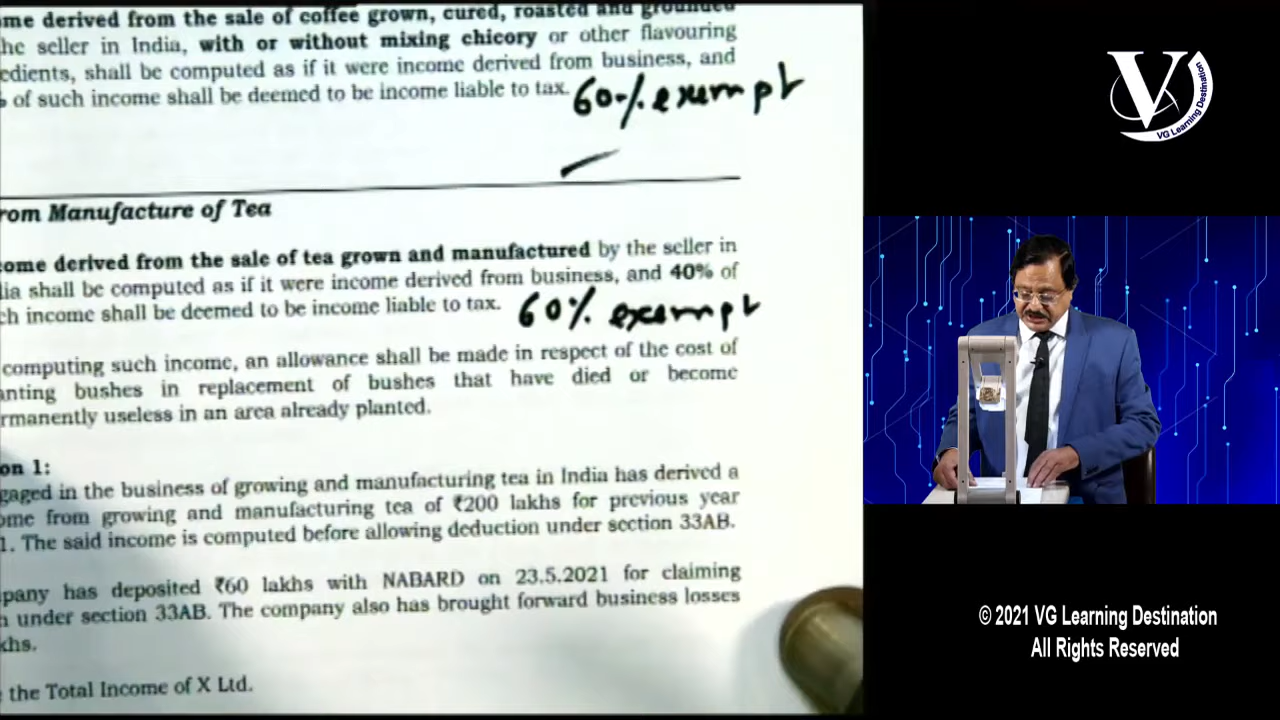 me derived from the sale of coffee grown, cured, roasted and grounded
he seller in India, with or without mixing chicory or other flavouring
edients, shall be computed as if it were income derived from business, and
of such income shall be deemed to be income liable to tax. 60% exempt
rom Manufacture of Tea
come derived from the sale of tea grown and manufactured by the seller in
lia shall be computed as if it were income derived from business, and 40% of
ch income shall be deemed to be income liable to tax. 60% exempt
computing such income, an allowance shall be made in respect of the cost of
anting bushes in replacement of bushes that have died or become
rmanently useless in an area already planted.
on 1:
gaged in the business of growing and manufacturing tea in India has derived a
ome from growing and manufacturing tea of ₹200 lakhs for previous year
1. The said income is computed before allowing deduction under section 33AB.
pany has deposited ₹60 lakhs with NABARD on 23.5.2021 for claiming
n under section 33AB. The company also has brought forward business losses
khs.
the Total Income of X Ltd.
V
VG Learning Destination
© 2021 VG Learning Destination
All Rights Reserved